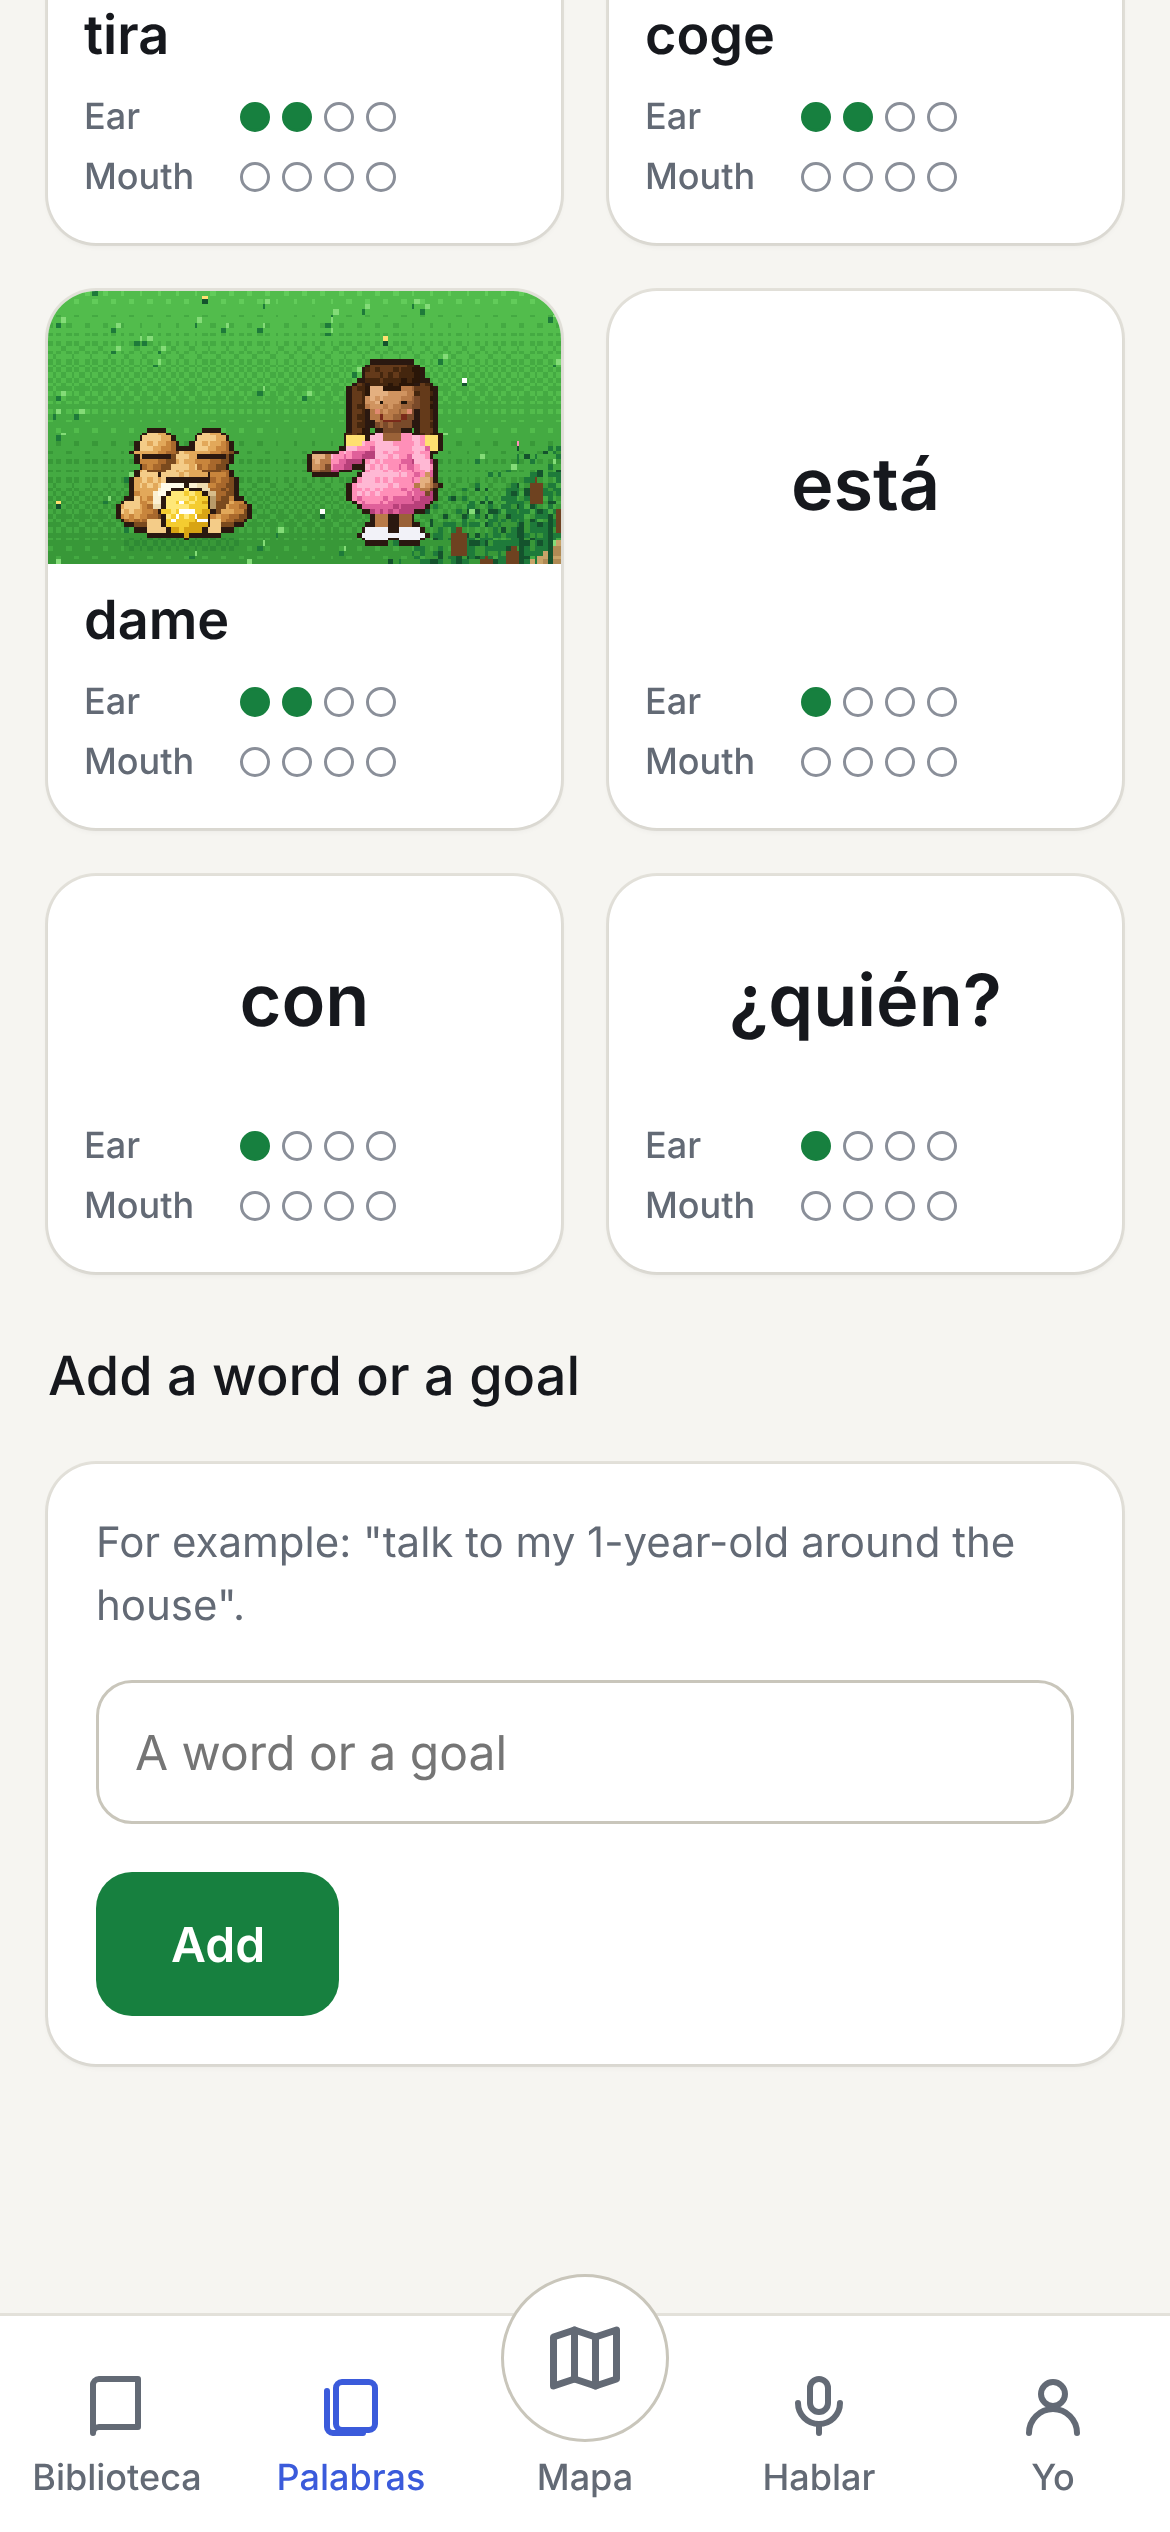 tira
coge
Ear
Ear
Mouth
Mouth
dame
está
Ear
Ear
Mouth
Mouth
con
¿quién?
Ear
Ear
Mouth
Mouth
Add a word or a goal
For example: "talk to my 1-year-old around the
house".
A word or a goal
Add
Biblioteca
Palabras
Mapa
Hablar
Yo